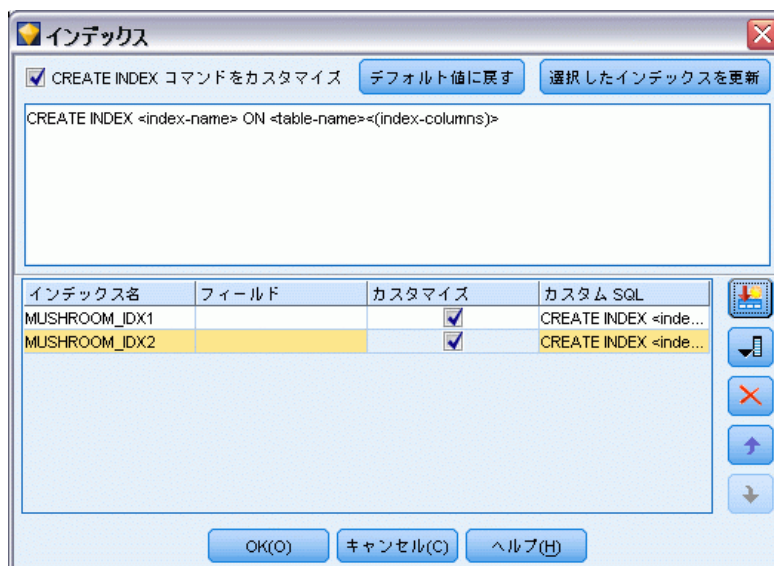 インデックス
CREATE INDEX コマンドをカスタマイズ デフォルト値に戻す 選択したインデックスを更新
CREATE INDEX <index-name> ON <table-name><(index-columns)>
インデックス名 フィールド カスタマイズ カスタム SQL
MUSHROOM_IDX1 CREATE INDEX <inde...
MUSHROOM_IDX2 CREATE INDEX <inde...
OK(O) キャンセル(C) ヘルプ(H)